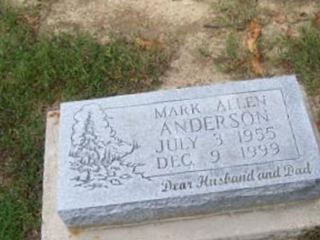 MARK ALLEN
ANDERSON
JULY 3 1955
DEC 9 1999
Dear Husband and Dad